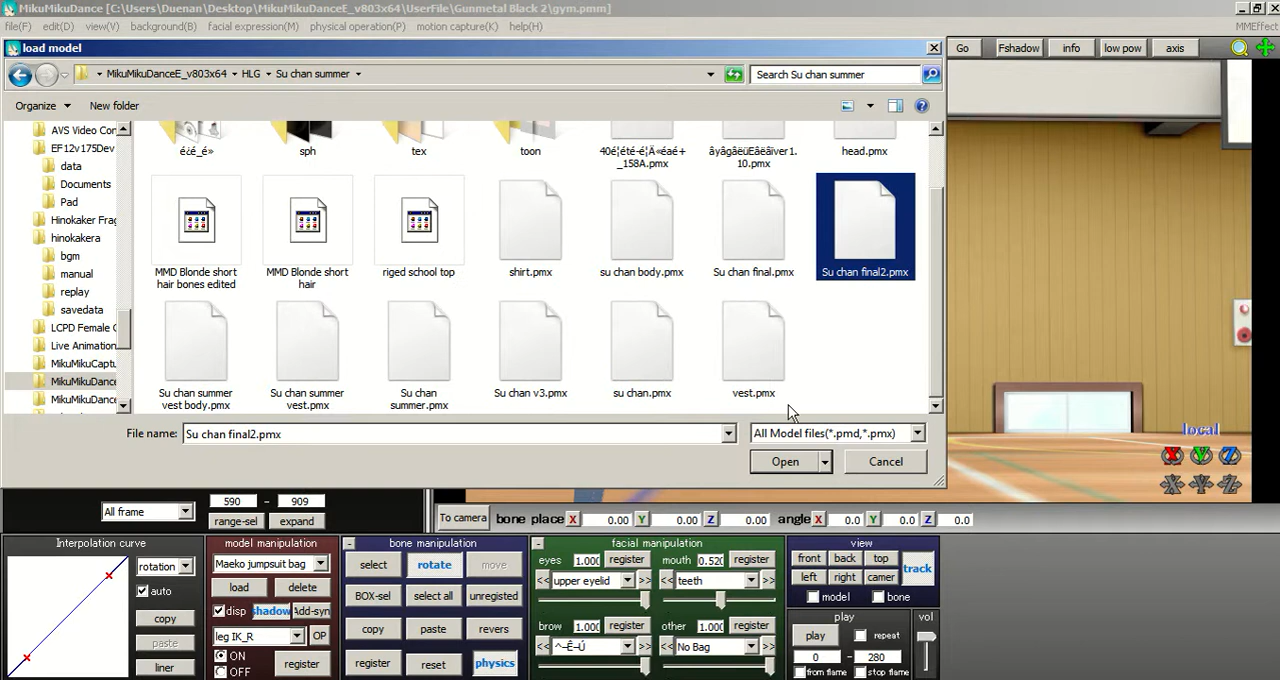 MikuMikuDance [C:\Users\Duenan\Desktop\MikuMikuDanceE_v803x64\UserFile\Gunmetal Black 2\gym.pmm]
file(F) edit(D) view(V) background(B) facial expression(M) physical operation(P) motion capture(K) help(H) MMEffect
load model
Go Fshadow info low pow axis
MikuMikuDanceE_v803x64 HLG Su chan summer
Search Su chan summer
Organize New folder
AVS Video Con
EF12v175Dev
data
Documents
Pad
Hinokaker Frag
hinokakera
bgm
manual
replay
savedata
LCPD Female C
Live Animation
MikuMikuCaptu
MikuMikuDance
MikuMikuDance
sph tex toon
_158A.pmx
10.pmx
head.pmx
MMD Blonde short hair bones edited
MMD Blonde short hair
riged school top
shirt.pmx
su chan body.pmx
Su chan final.pmx
Su chan final2.pmx
Su chan summer vest body.pmx
Su chan summer vest.pmx
Su chan summer.pmx
Su chan v3.pmx
su chan.pmx
vest.pmx
File name: Su chan final2.pmx All Model files(*.pmd,*.pmx)
Open Cancel
local
X Y Z
X Y Z
All frame 590 - 909
range-sel expand
To camera bone place X 0.00 Y 0.00 Z 0.00 angle X 0.0 Y 0.0 Z 0.0
Interpolation curve
rotation
auto
copy
paste
liner
model manipulation
Maeko jumpsuit bag
load delete
disp shadow Add-syn
leg IK_R OP
ON
OFF
register
- bone manipulation
select rotate move
BOX-sel select all unregisted
copy paste revers
register reset physics
- facial manipulation
eyes 1.000 register mouth 0.520 register
<< upper eyelid >> << teeth >>
brow 1.000 register other 1.000 register
<< ^-Ê-Ú >> << No Bag >>
view
front back top
left right camer track
model bone
play
play repeat
0 - 280
from flame stop flame
vol